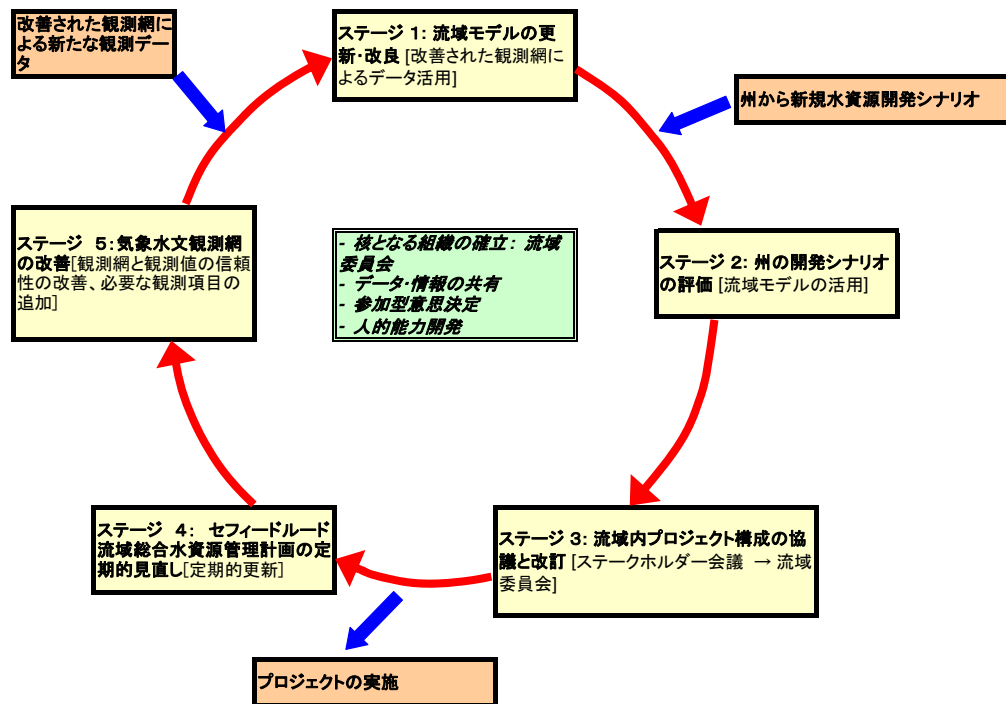 改善された観測網に
よる新たな観測デー
タ
ステージ 1：流域モデルの更
新・改良 [改善された観測網に
よるデータ活用]
州から新規水資源開発シナリオ
ステージ 5：気象水文観測網
の改善[観測網と観測値の信頼
性の改善、必要な観測項目の
追加]
- 核となる組織の確立： 流域
委員会
- データ・情報の共有
- 参加型意思決定
- 人的能力開発
ステージ 2： 州の開発シナリオ
の評価 [流域モデルの活用]
ステージ 4： セフィードルード
流域総合水資源管理計画の定
期的見直し[定期的更新]
ステージ 3： 流域内プロジェクト構成の協
議と改訂 [ステークホルダー会議 → 流域
委員会]
プロジェクトの実施